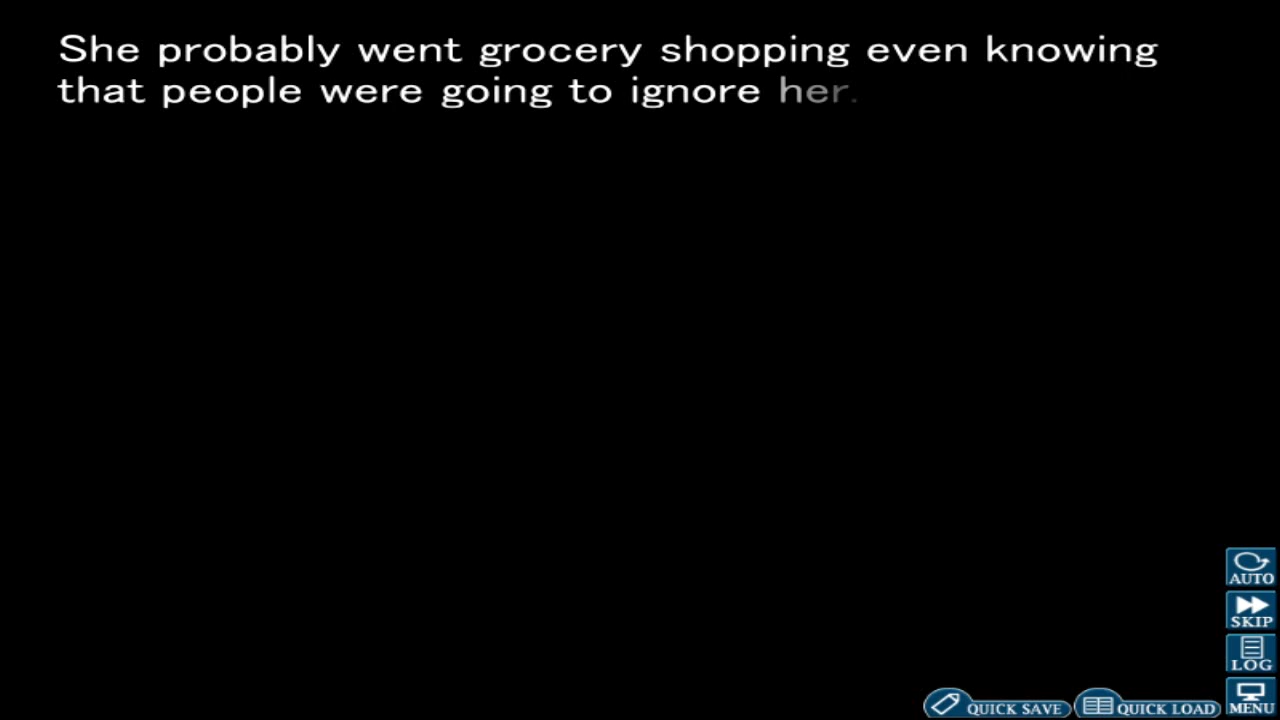 She probably went grocery shopping even knowing
that people were going to ignore her.
AUTO
SKIP
LOG
QUICK SAVE
QUICK LOAD
MENU